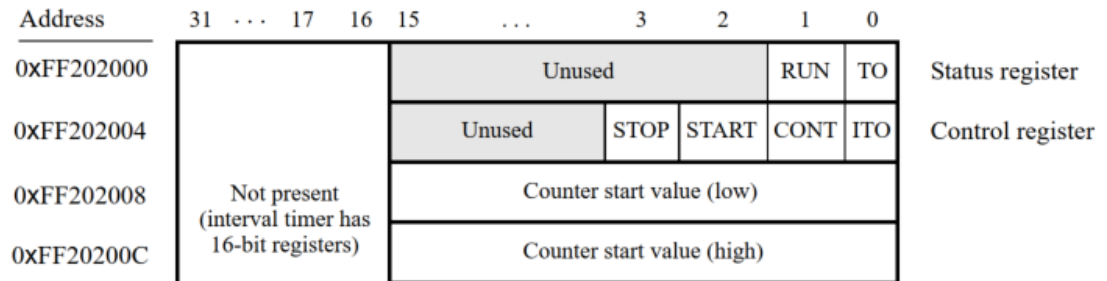 Address 31 ··· 17 16 15 ... 3 2 1 0
0xFF202000 Unused RUN TO Status register
0xFF202004 Unused STOP START CONT ITO Control register
0xFF202008 Not present Counter start value (low)
(interval timer has
16-bit registers)
0xFF20200C Counter start value (high)